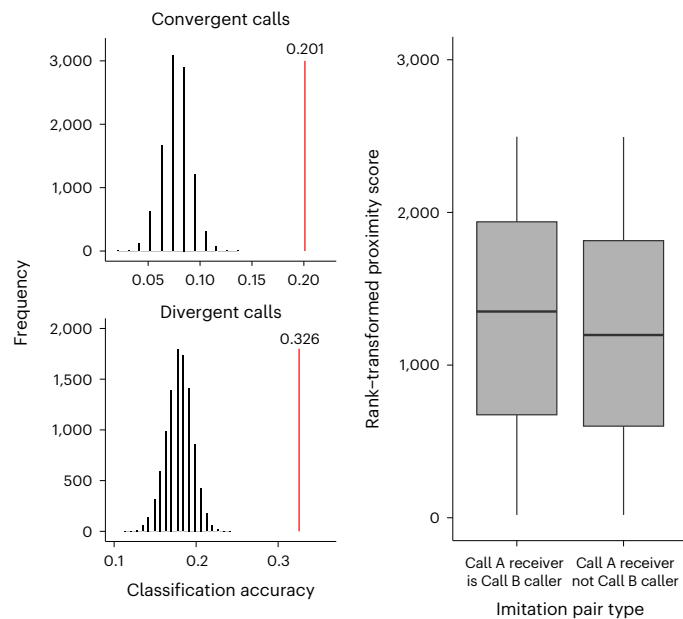 Convergent calls
0.201
3,000
2,000
1,000
0
0.05 0.10 0.15 0.20
Divergent calls
0.326
2,000
1,500
1,000
500
0
0.1 0.2 0.3
Classification accuracy
Frequency
Rank–transformed proximity score
3,000
2,000
1,000
0
Call A receiver Call A receiver
is Call B caller not Call B caller
Imitation pair type